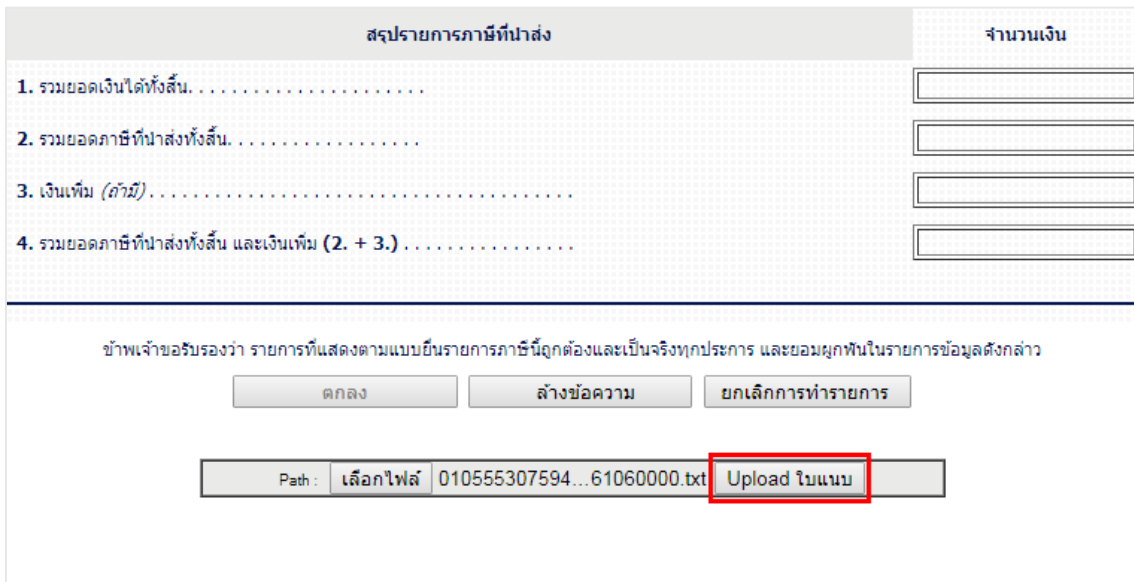 สรุปรายการภาษีที่นำส่ง จำนวนเงิน
1. รวมยอดเงินได้ทั้งสิ้น. . . . . . . . . . . . . . . . . . . . . .
2. รวมยอดภาษีที่นำส่งทั้งสิ้น. . . . . . . . . . . . . . . . . .
3. เงินเพิ่ม (ถ้ามี) . . . . . . . . . . . . . . . . . . . . . . . . . . . . . . . . . . . . . . .
4. รวมยอดภาษีที่นำส่งทั้งสิ้น และเงินเพิ่ม (2. + 3.) . . . . . . . . . . . . . . . .
ข้าพเจ้าขอรับรองว่า รายการที่แสดงตามแบบยื่นรายการภาษีนี้ถูกต้องและเป็นจริงทุกประการ และยอมผูกพันในรายการข้อมูลดังกล่าว
ตกลง ล้างข้อความ ยกเลิกการทำรายการ
Path : เลือกไฟล์ 010555307594...61060000.txt Upload ใบแนบ